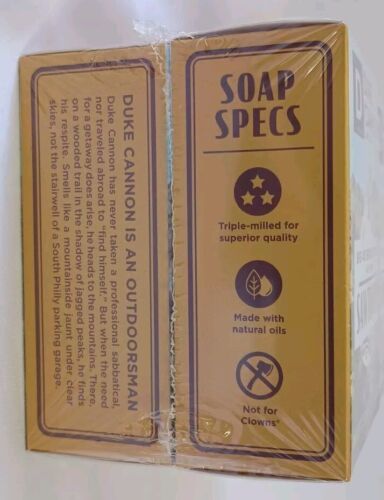 DUKE CANNON IS AN OUTDOORSMAN
Duke Cannon has never taken a professional sabbatical,
nor traveled abroad to "find himself." But when the need
for a getaway does arise, he heads to the mountains. There,
on a wooded trail in the shadow of jagged peaks, he finds
his respite. Smells like a mountainside jaunt under clear
skies, not the stairwell of a South Philly parking garage.
SOAP
SPECS
Triple-milled for
superior quality
Made with
natural oils
Not for
Clowns®